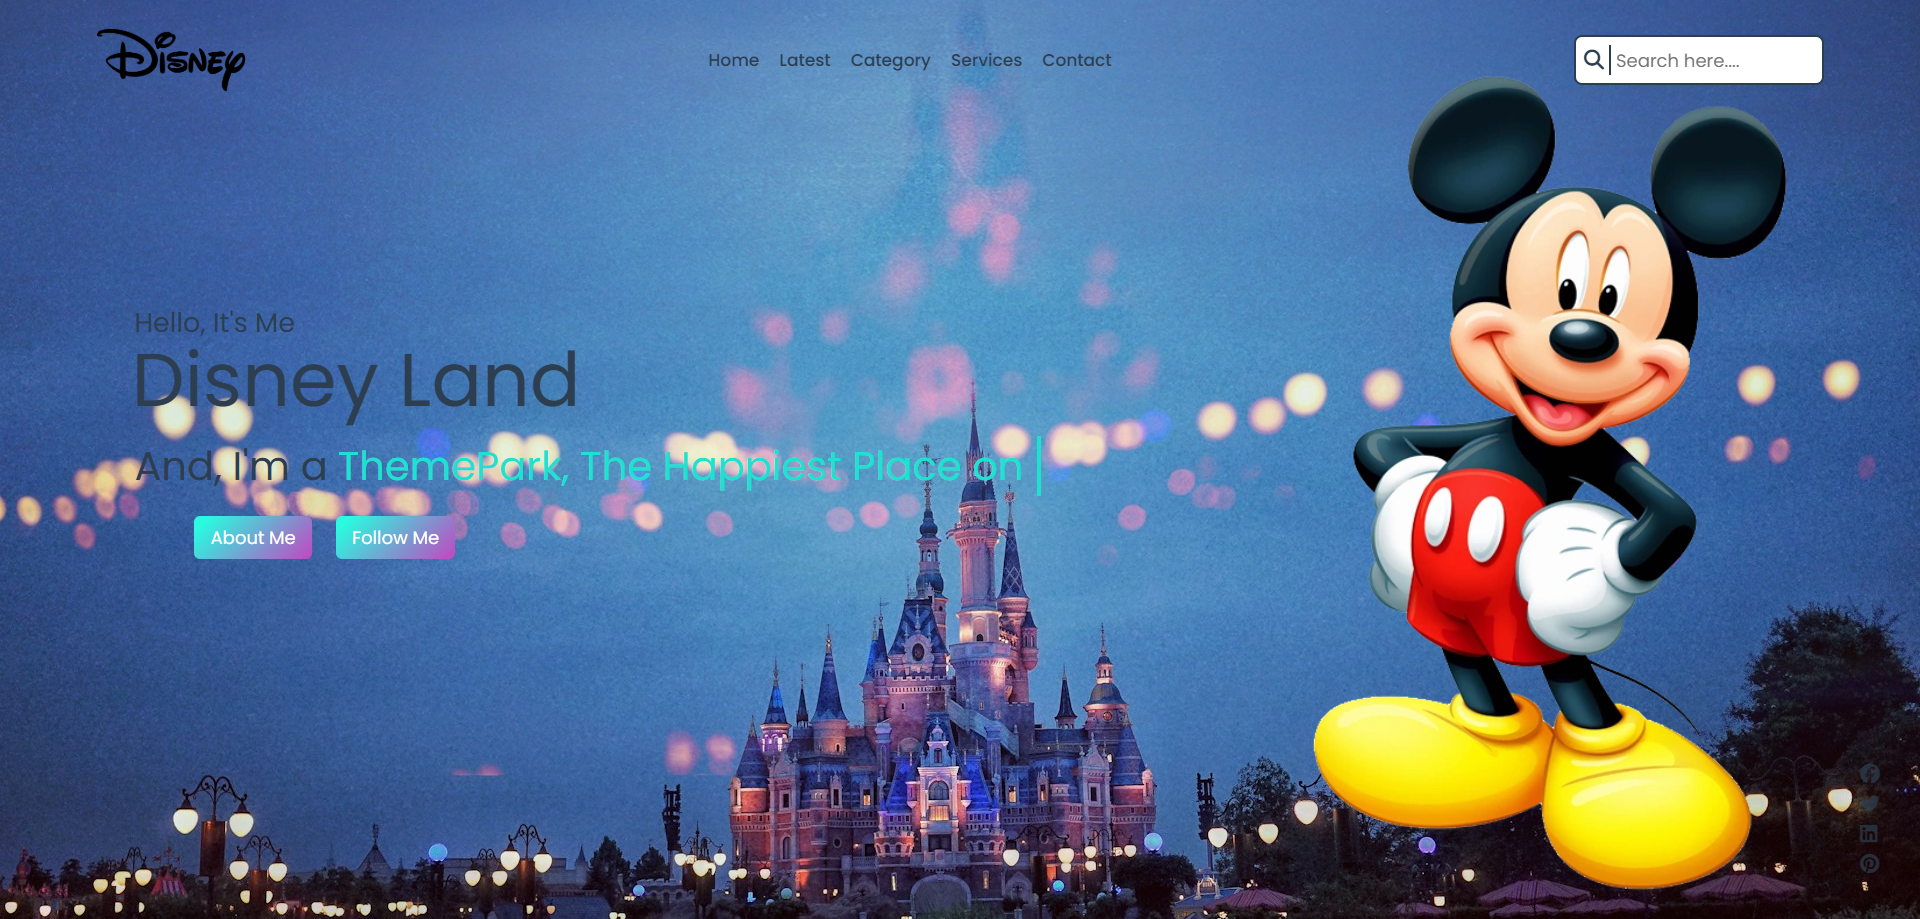 Disney
Home Latest Category Services Contact
Search here....
Hello, It's Me
Disney Land
And, I'm a ThemePark, The Happiest Place on
About Me Follow Me